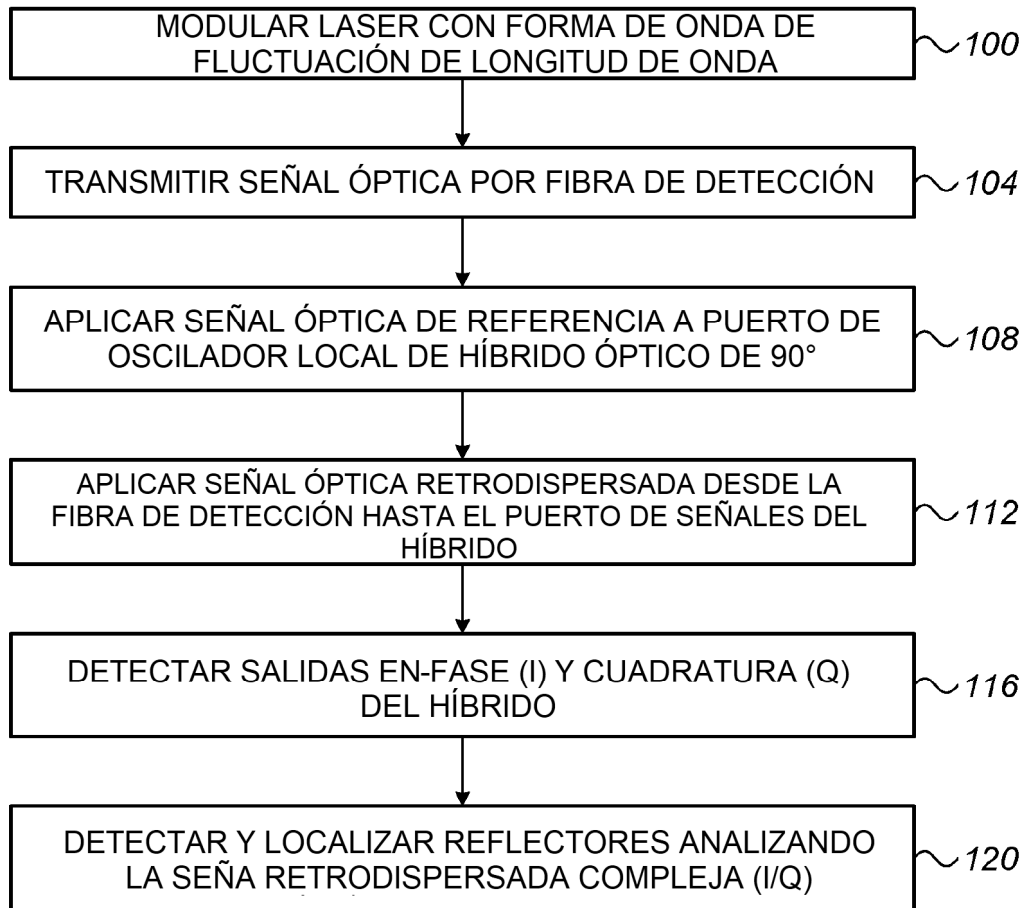 MODULAR LASER CON FORMA DE ONDA DE
FLUCTUACIÓN DE LONGITUD DE ONDA
100
TRANSMITIR SEÑAL ÓPTICA POR FIBRA DE DETECCIÓN
104
APLICAR SEÑAL ÓPTICA DE REFERENCIA A PUERTO DE
OSCILADOR LOCAL DE HÍBRIDO ÓPTICO DE 90°
108
APLICAR SEÑAL ÓPTICA RETRODISPERSADA DESDE LA
FIBRA DE DETECCIÓN HASTA EL PUERTO DE SEÑALES DEL
HÍBRIDO
112
DETECTAR SALIDAS EN-FASE (I) Y CUADRATURA (Q)
DEL HÍBRIDO
116
DETECTAR Y LOCALIZAR REFLECTORES ANALIZANDO
LA SEÑA RETRODISPERSADA COMPLEJA (I/Q)
120